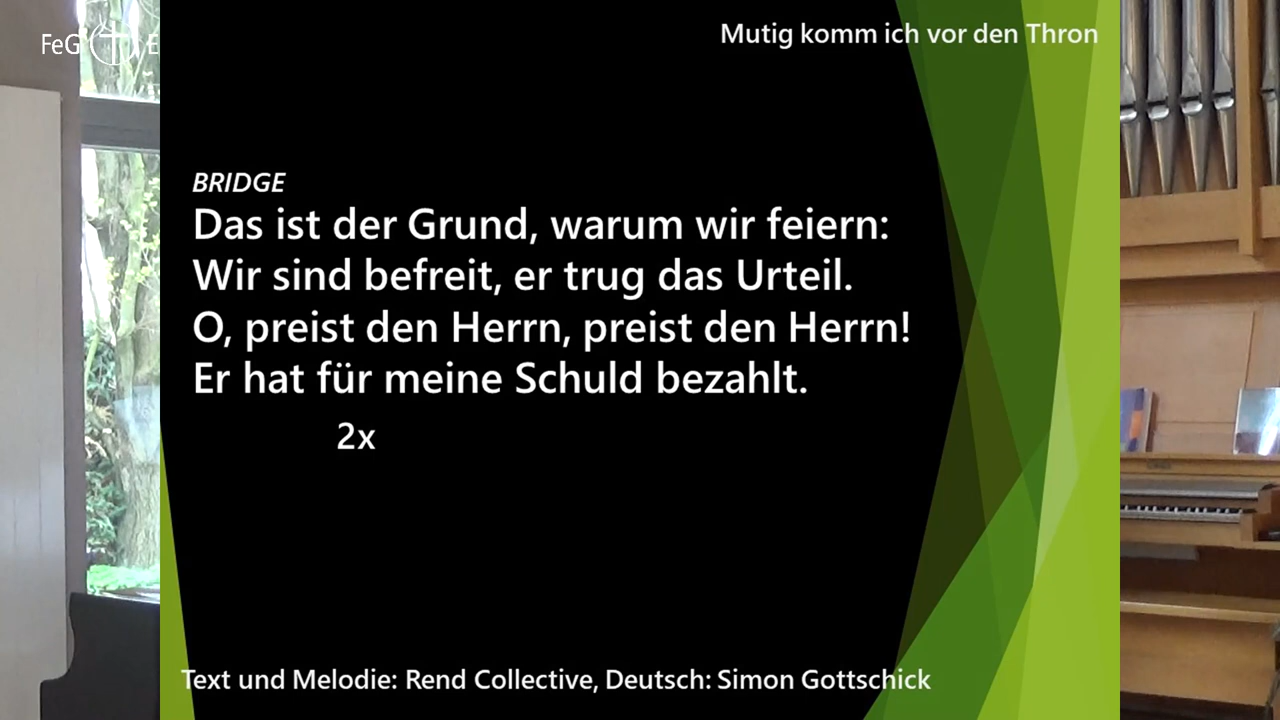 FeG E
Mutig komm ich vor den Thron
BRIDGE
Das ist der Grund, warum wir feiern:
Wir sind befreit, er trug das Urteil.
O, preist den Herrn, preist den Herrn!
Er hat für meine Schuld bezahlt.
2x
Text und Melodie: Rend Collective, Deutsch: Simon Gottschick